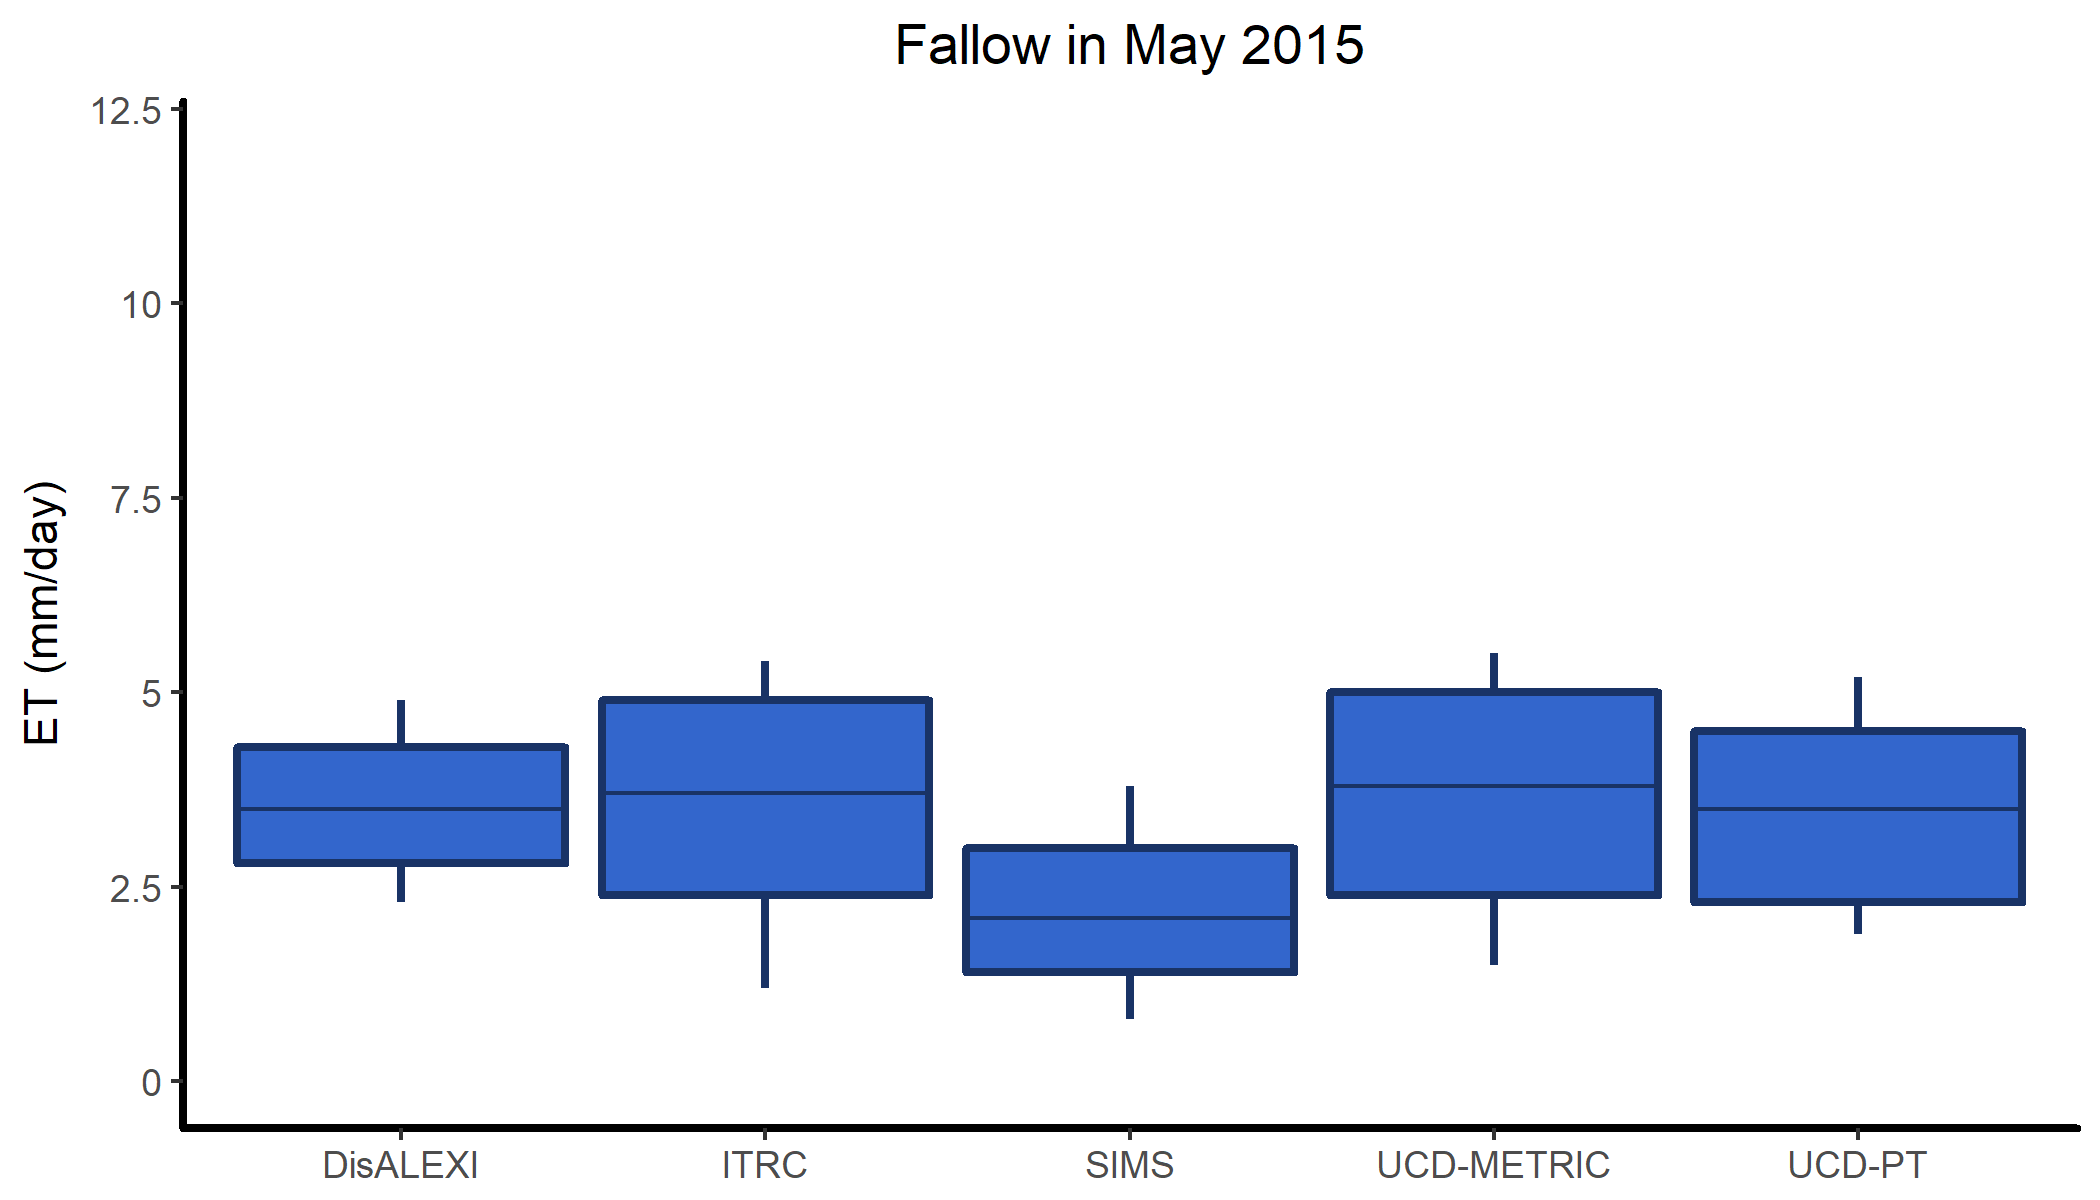 Fallow in May 2015
12.5
10
7.5
5
2.5
0
ET (mm/day)
DisALEXI ITRC SIMS UCD-METRIC UCD-PT